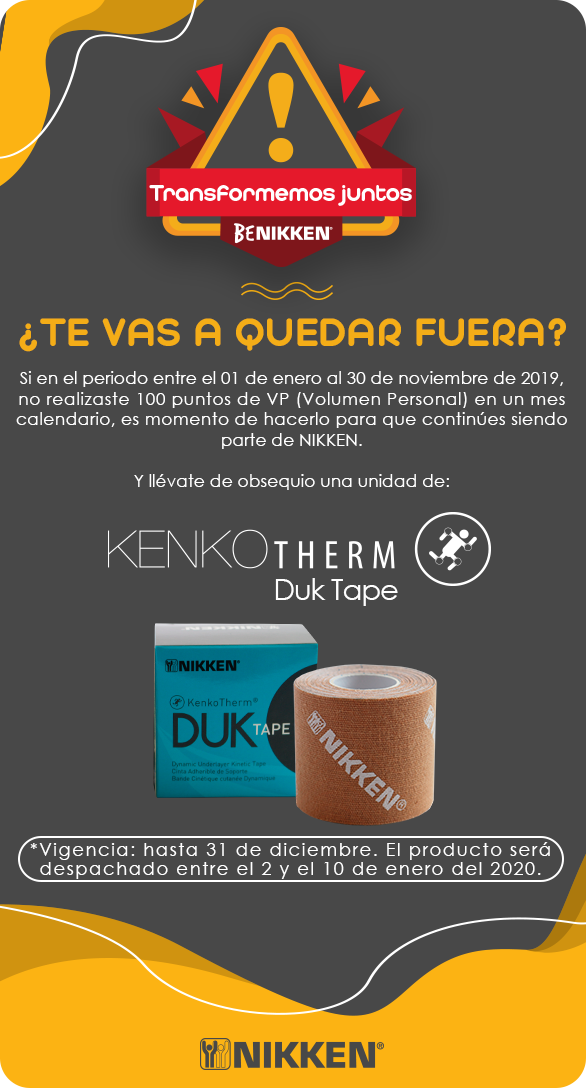 Transformemos juntos
BENIKKEN®
¿TE VAS A QUEDAR FUERA?
Si en el periodo entre el 01 de enero al 30 de noviembre de 2019,
no realizaste 100 puntos de VP (Volumen Personal) en un mes
calendario, es momento de hacerlo para que continúes siendo
parte de NIKKEN.
Y llévate de obsequio una unidad de:
KENKOTHERM
Duk Tape
NIKKEN
NIKKEN®
KenkoTherm®
DUK TAPE
Dynamic Underlayer Kinetic Tape
Cinta Adherible de Soporte
NIKKEN®
*Vigencia: hasta 31 de diciembre. El producto será
despachado entre el 2 y el 10 de enero del 2020.
NIKKEN®